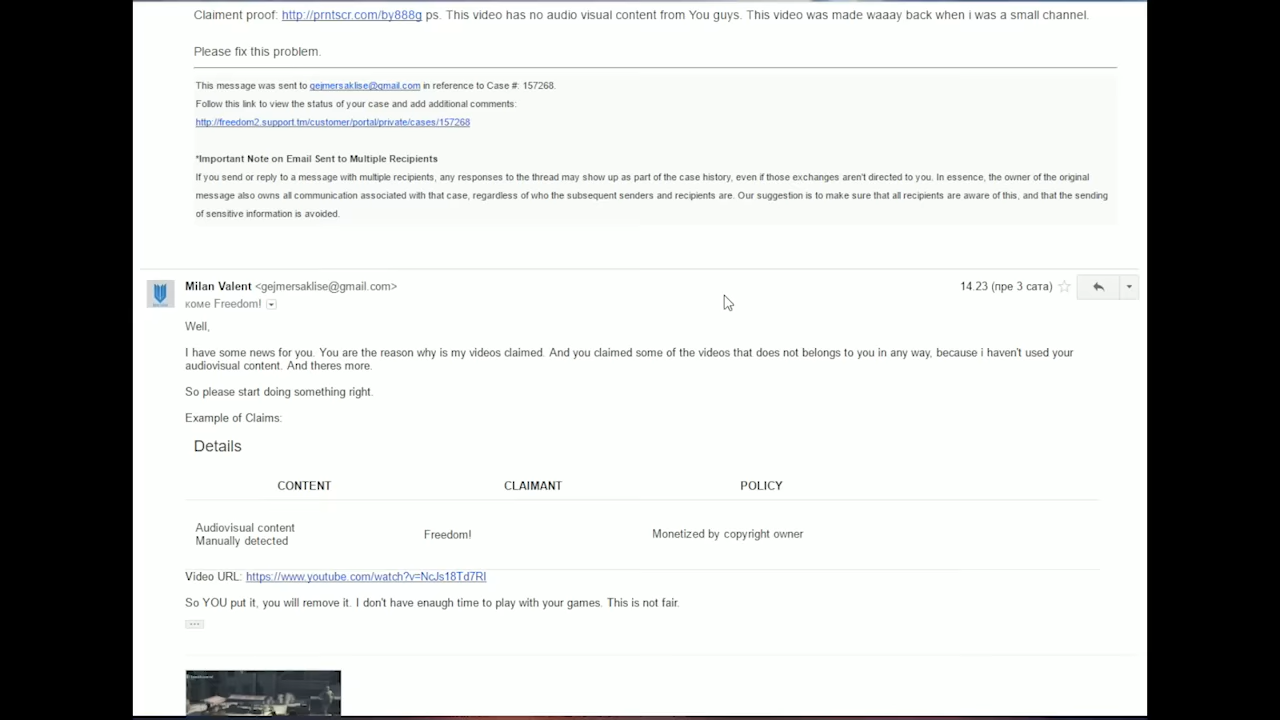 Claiment proof: http://prntscr.com/by888g ps. This video has no audio visual content from You guys. This video was made waaay back when i was a small channel.
Please fix this problem.
This message was sent to gejmersaklise@gmail.com in reference to Case #: 157268.
Follow this link to view the status of your case and add additional comments:
http://freedom2.support.tm/customer/portal/private/cases/157268
*Important Note on Email Sent to Multiple Recipients
If you send or reply to a message with multiple recipients, any responses to the thread may show up as part of the case history, even if those exchanges aren't directed to you. In essence, the owner of the original
message also owns all communication associated with that case, regardless of who the subsequent senders and recipients are. Our suggestion is to make sure that all recipients are aware of this, and that the sending
of sensitive information is avoided.
Milan Valent <gejmersaklise@gmail.com> 14.23 (пре 3 сата)
коме Freedom!
Well,
I have some news for you. You are the reason why is my videos claimed. And you claimed some of the videos that does not belongs to you in any way, because i haven't used your
audiovisual content. And theres more.
So please start doing something right.
Example of Claims:
Details
CONTENT CLAIMANT POLICY
Audiovisual content
Manually detected Freedom! Monetized by copyright owner
Video URL: https://www.youtube.com/watch?v=NcJs18Td7RI
So YOU put it, you will remove it. I don't have enaugh time to play with your games. This is not fair.